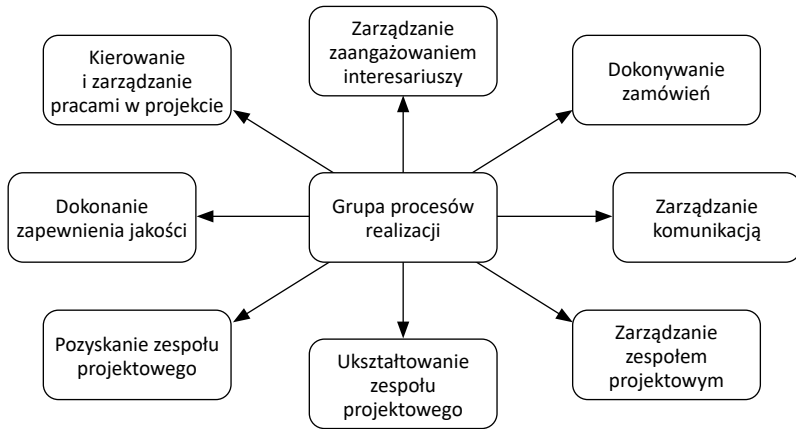 Kierowanie
i zarządzanie
pracami w projekcie
Zarządzanie
zaangażowaniem
interesariuszy
Dokonywanie
zamówień
Dokonanie
zapewnienia jakości
Grupa procesów
realizacji
Zarządzanie
komunikacją
Pozyskanie zespołu
projektowego
Ukształtowanie
zespołu
projektowego
Zarządzanie
zespołem
projektowym